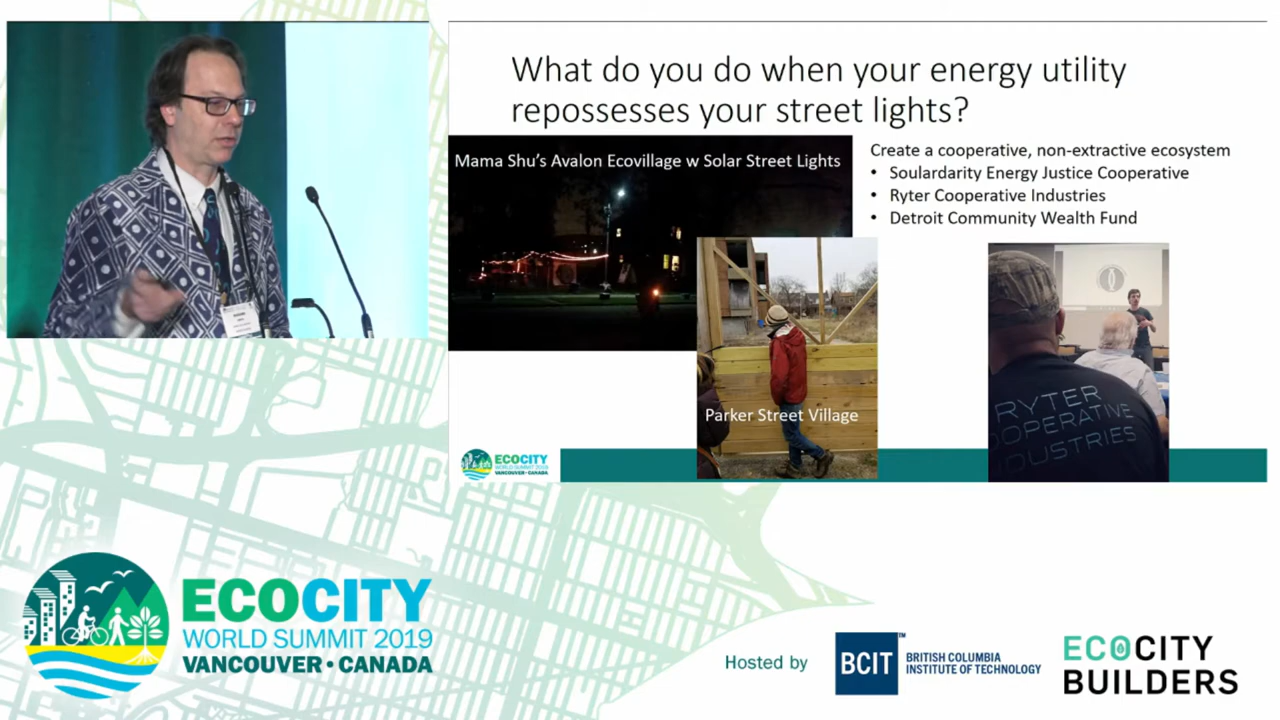 What do you do when your energy utility
repossesses your street lights?
Mama Shu's Avalon Ecovillage w Solar Street Lights
Create a cooperative, non-extractive ecosystem
• Soulardarity Energy Justice Cooperative
• Ryter Cooperative Industries
• Detroit Community Wealth Fund
Parker Street Village
RYTER
OOPERATIVE
DUSTRIES
ECOCITY
WORLD SUMMIT 2019
VANCOUVER • CANADA
ECOCITY
WORLD SUMMIT 2019
VANCOUVER • CANADA
Hosted by
BCIT
TM
BRITISH COLUMBIA
INSTITUTE OF TECHNOLOGY
ECOCITY
BUILDERS